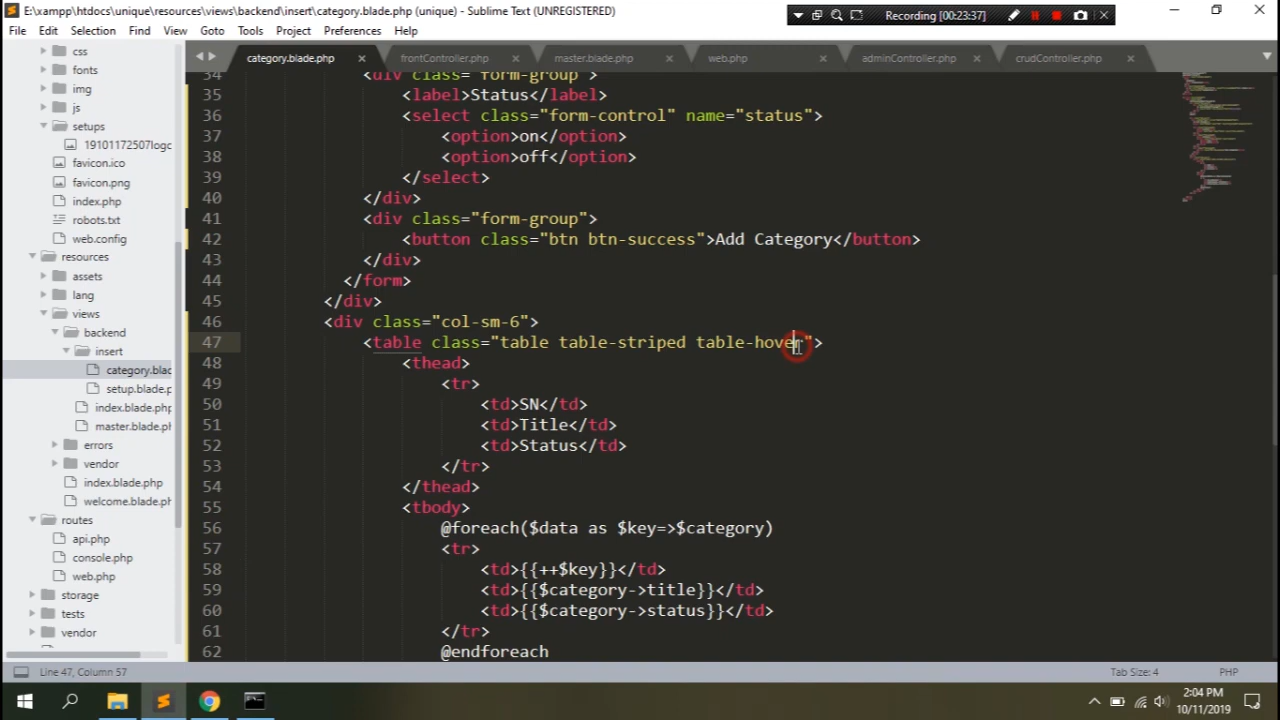 E:\xampp\htdocs\unique\resources\views\backend\insert\category.blade.php (unique) - Sublime Text (UNREGISTERED)
Recording [00:23:37]
File Edit Selection Find View Goto Tools Project Preferences Help
css
fonts
img
js
setups
19101172507logo
favicon.ico
favicon.png
index.php
robots.txt
web.config
resources
assets
lang
views
backend
insert
category.blac
setup.blade.p
index.blade.php
master.blade.ph
errors
vendor
index.blade.php
welcome.blade.ph
routes
api.php
console.php
web.php
storage
tests
vendor
category.blade.php frontController.php master.blade.php web.php adminController.php crudController.php
34 <div class="form-group">
35 <label>Status</label>
36 <select class="form-control" name="status">
37 <option>on</option>
38 <option>off</option>
39 </select>
40 </div>
41 <div class="form-group">
42 <button class="btn btn-success">Add Category</button>
43 </div>
44 </form>
45 </div>
46 <div class="col-sm-6">
47 <table class="table table-striped table-hover">
48 <thead>
49 <tr>
50 <td>SN</td>
51 <td>Title</td>
52 <td>Status</td>
53 </tr>
54 </thead>
55 <tbody>
56 @foreach($data as $key=>$category)
57 <tr>
58 <td>{{++$key}}</td>
59 <td>{{$category->title}}</td>
60 <td>{{$category->status}}</td>
61 </tr>
62 @endforeach
Line 47, Column 57
Tab Size: 4
PHP
2:04 PM
10/11/2019